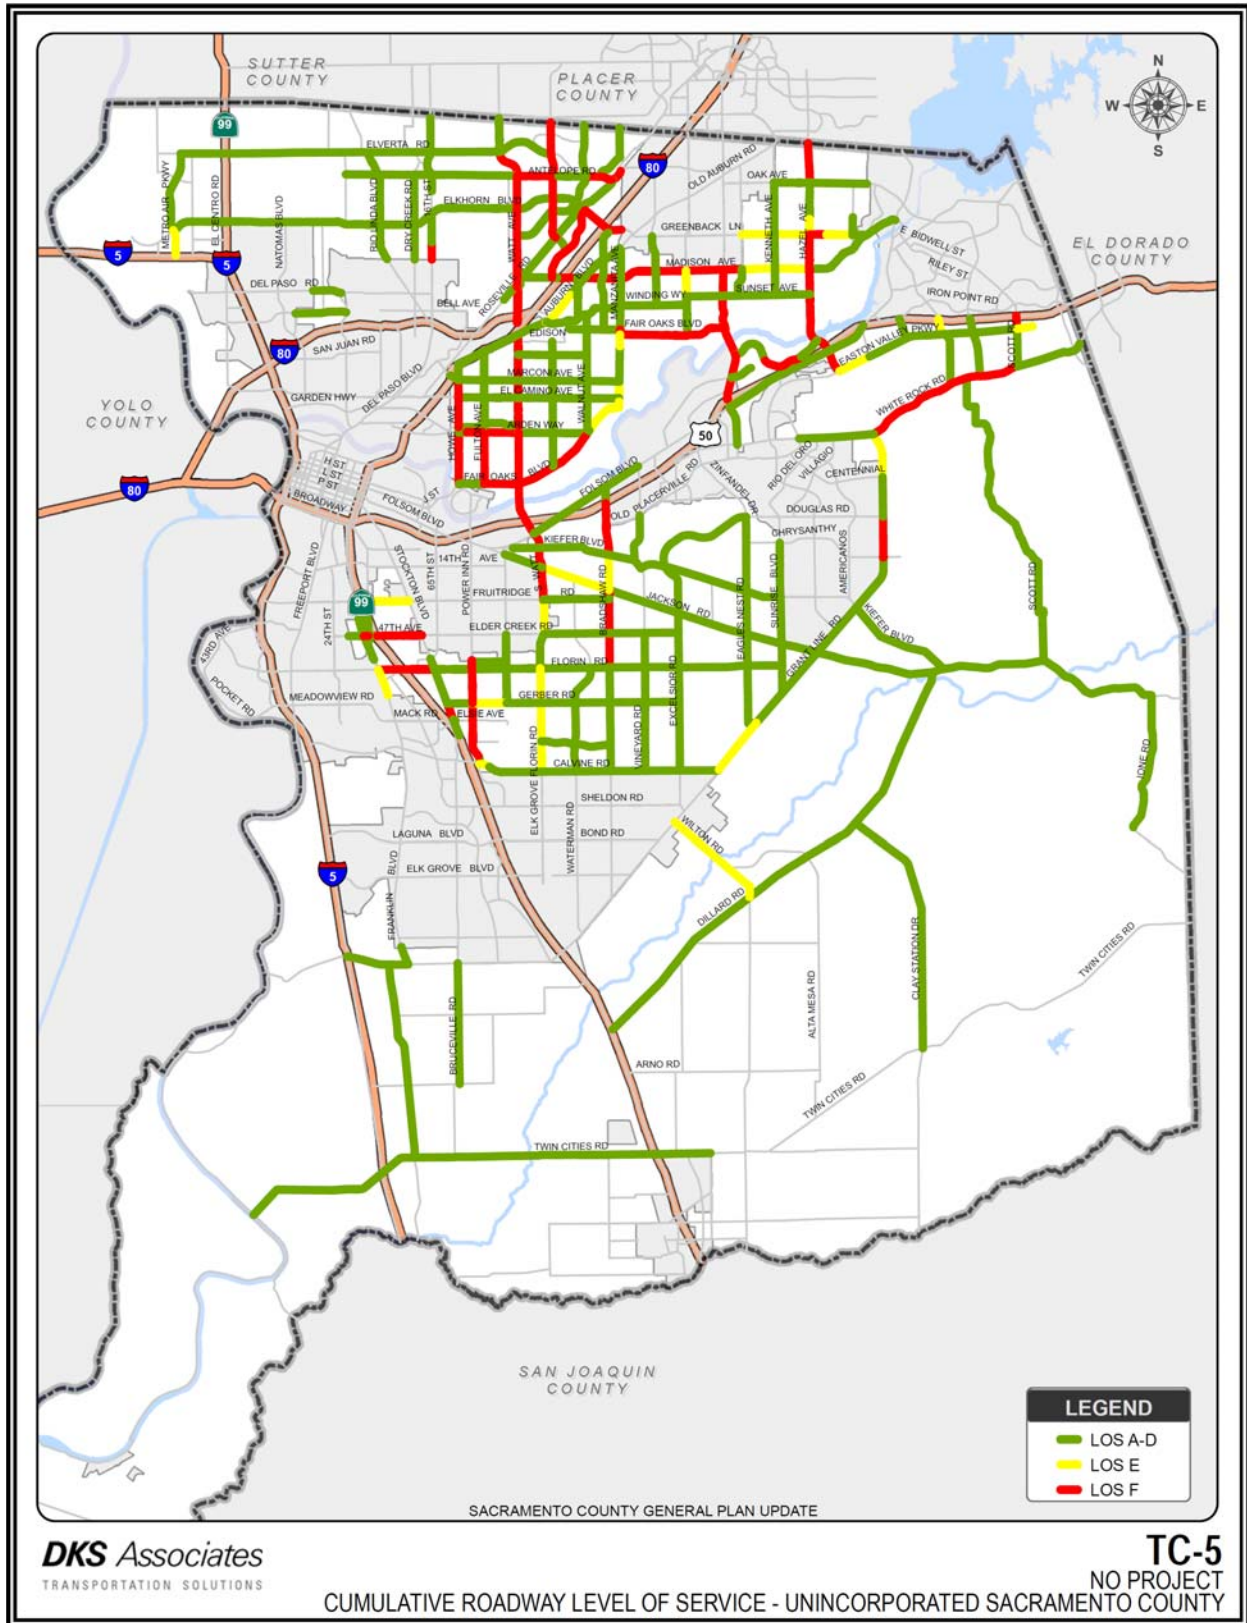 SUTTER
COUNTY
PLACER
COUNTY
N
W
E
S
99
80
ELVERTA RD
ANTELOPE RD
OLD AUBURN RD
OAK AVE
METRO AIR PKWY
EL CENTRO RD
NATOMAS BLVD
RIO LINDA BLVD
DRY CREEK RD
16TH ST
ELKHORN BLVD
WATT AVE
GREENBACK LN
KENNETH AVE
HAZEL AVE
E BIDWELL ST
EL DORADO
COUNTY
5
5
RILEY ST
MADISON AVE
DEL PASO RD
BELL AVE
ROSEVILLE RD
AUBURN BLVD
MANZANITA AVE
WINDING WY
SUNSET AVE
IRON POINT RD
FAIR OAKS BLVD
EDISON
EASTON VALLEY PKWY
SCOTT RD
80
SAN JUAN RD
DEL PASO BLVD
MARCONI AVE
EL CAMINO AVE
WALNUT AVE
WHITE ROCK RD
GARDEN HWY
YOLO
COUNTY
HOWE AVE
FULTON AVE
ARDEN WAY
50
RIO DEL ORO
VILLAGIO
CENTENNIAL
H ST
L ST
P ST
J ST
FAIR OAKS BLVD
FOLSOM BLVD
OLD PLACERVILLE RD
ZINFANDEL DR
80
BROADWAY
FOLSOM BLVD
DOUGLAS RD
CHRYSANTHY
AMERICANOS
FREEPORT BLVD
STOCKTON BLVD
65TH ST
POWER INN RD
14TH AVE
KIEFER BLVD
S. WATT
FRUITRIDGE RD
BRADSHAW RD
JACKSON RD
EAGLES NEST RD
SUNRISE BLVD
SCOTT RD
99
24TH ST
47TH AVE
ELDER CREEK RD
GRANT LINE RD
KIEFER BLVD
43RD AVE
FLORIN RD
POCKET RD
MEADOWVIEW RD
GERBER RD
EXCELSIOR RD
MACK RD
ELSIE AVE
VINEYARD RD
ELK GROVE FLORIN RD
CALVINE RD
IONE RD
SHELDON RD
WATERMAN RD
LAGUNA BLVD
BOND RD
WILTON RD
5
FRANKLIN BLVD
ELK GROVE BLVD
DILLARD RD
CLAY STATION DR
TWIN CITIES RD
ALTA MESA RD
BRUCEVILLE RD
ARNO RD
TWIN CITIES RD
TWIN CITIES RD
SAN JOAQUIN
COUNTY
LEGEND
LOS A-D
LOS E
LOS F
SACRAMENTO COUNTY GENERAL PLAN UPDATE
DKS Associates
TRANSPORTATION SOLUTIONS
TC-5
NO PROJECT
CUMULATIVE ROADWAY LEVEL OF SERVICE - UNINCORPORATED SACRAMENTO COUNTY